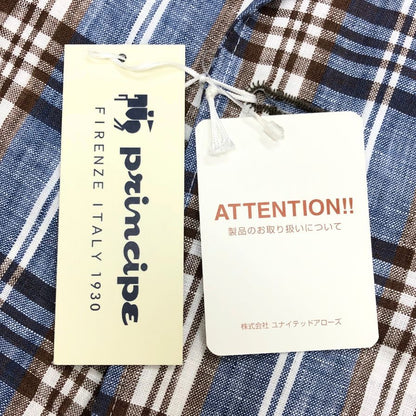 principe
FIRENZE ITALY 1930
ATTENTION!!
製品のお取り扱いについて
株式会社 ユナイテッドアローズ